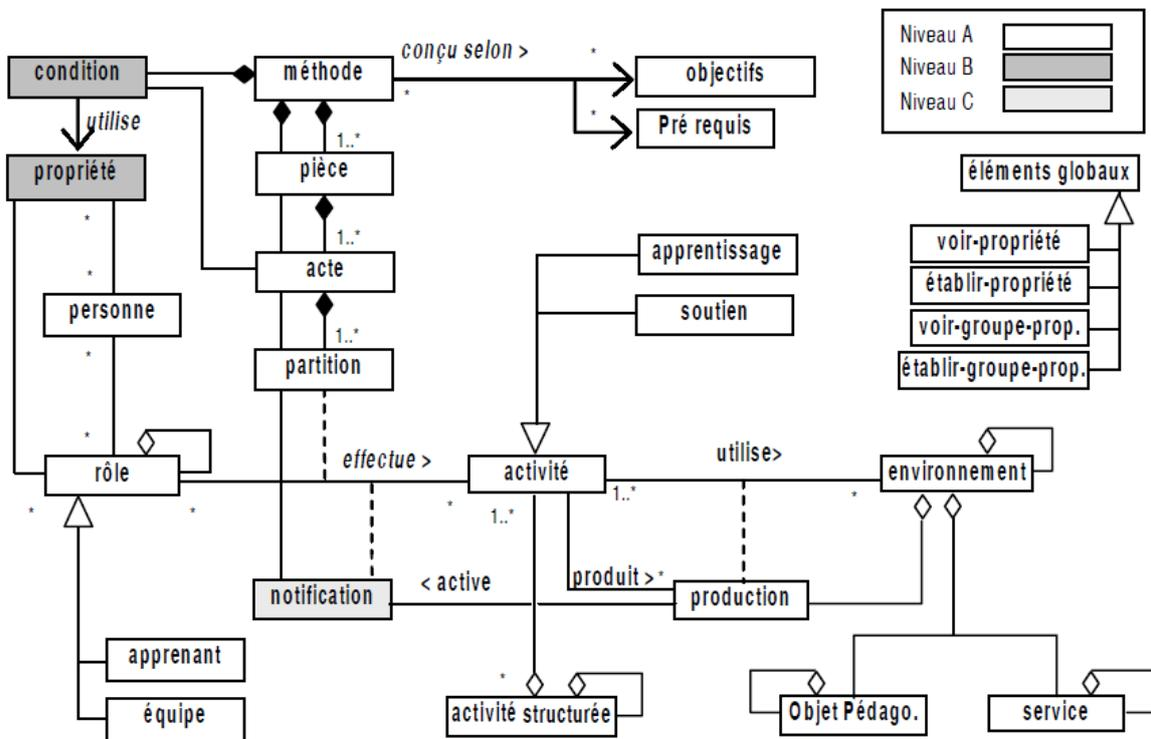 conçu selon >
*
*
*
condition
méthode
objectifs
Pré requis
Niveau A
Niveau B
Niveau C
utilise
propriété
1..*
pièce
1..*
acte
1..*
partition
éléments globaux
voir-propriété
établir-propriété
voir-groupe-prop.
établir-groupe-prop.
apprentissage
soutien
*
*
personne
*
*
rôle
*
*
effectue >
*
activité
1..*
1..*
utilise>
*
environnement
notification
< active
produit >*
production
apprenant
équipe
*
activité structurée
Objet Pédago.
service